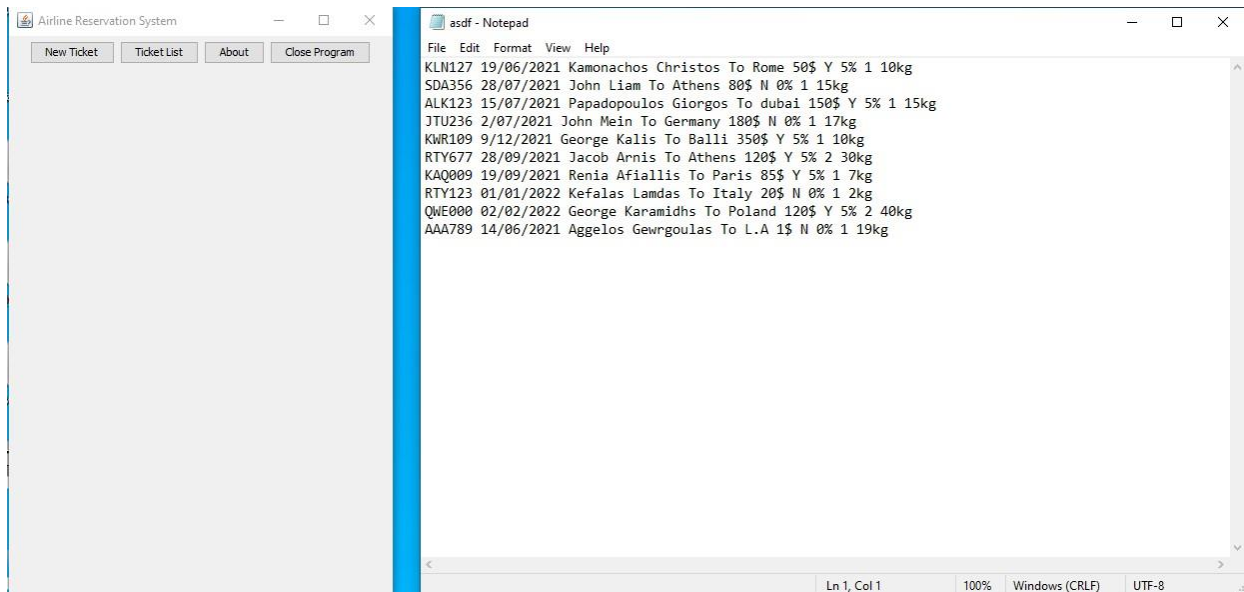 Airline Reservation System
New Ticket Ticket List About Close Program
asdf - Notepad
File Edit Format View Help
KLN127 19/06/2021 Kamonachos Christos To Rome 50$ Y 5% 1 10kg
SDA356 28/07/2021 John Liam To Athens 80$ N 0% 1 15kg
ALK123 15/07/2021 Papadopoulos Giorgos To dubai 150$ Y 5% 1 15kg
JTU236 2/07/2021 John Mein To Germany 180$ N 0% 1 17kg
KWR109 9/12/2021 George Kalis To Balli 350$ Y 5% 1 10kg
RTY677 28/09/2021 Jacob Arnis To Athens 120$ Y 5% 2 30kg
KAQ009 19/09/2021 Renia Afiallis To Paris 85$ Y 5% 1 7kg
RTY123 01/01/2022 Kefalas Lamdas To Italy 20$ N 0% 1 2kg
QWE000 02/02/2022 George Karamidhs To Poland 120$ Y 5% 2 40kg
AAA789 14/06/2021 Aggelos Gewrgoulas To L.A 1$ N 0% 1 19kg
Ln 1, Col 1 100% Windows (CRLF) UTF-8